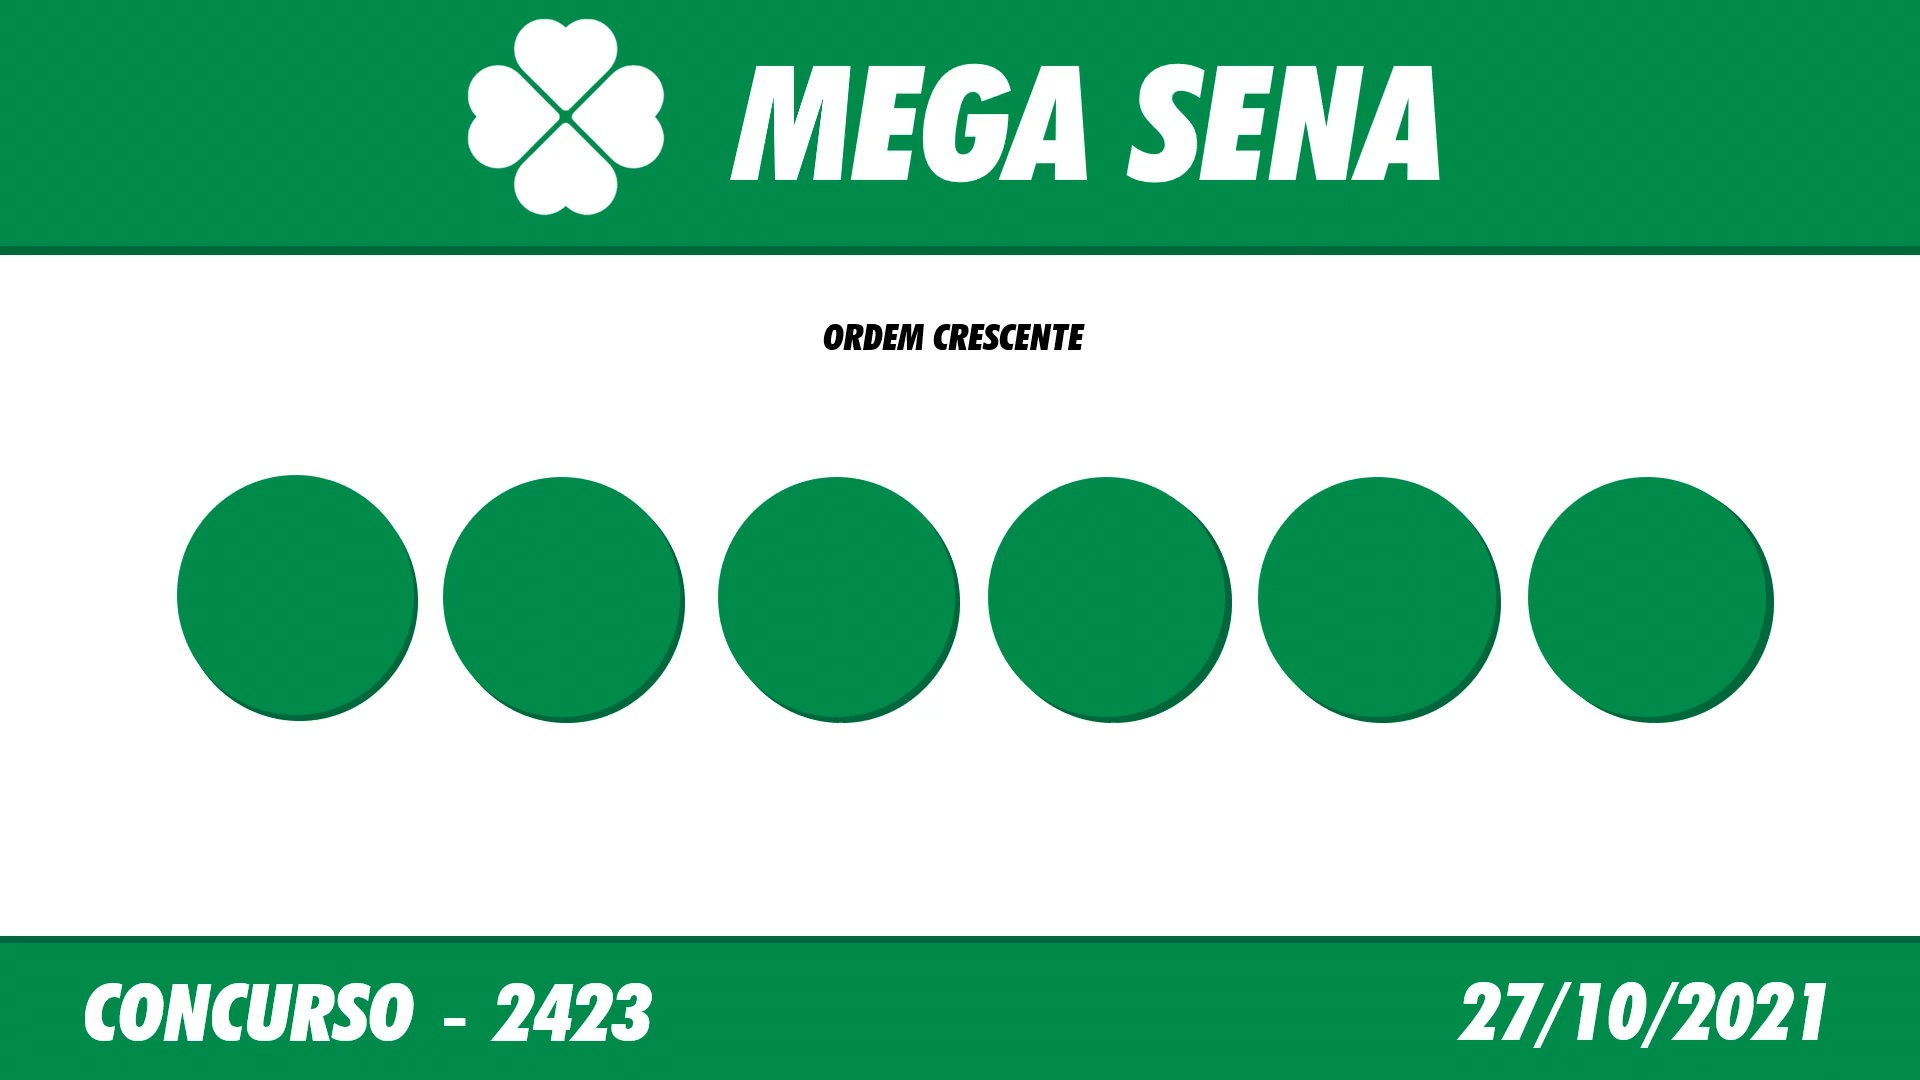 MEGA SENA
ORDEM CRESCENTE
CONCURSO - 2423
27/10/2021